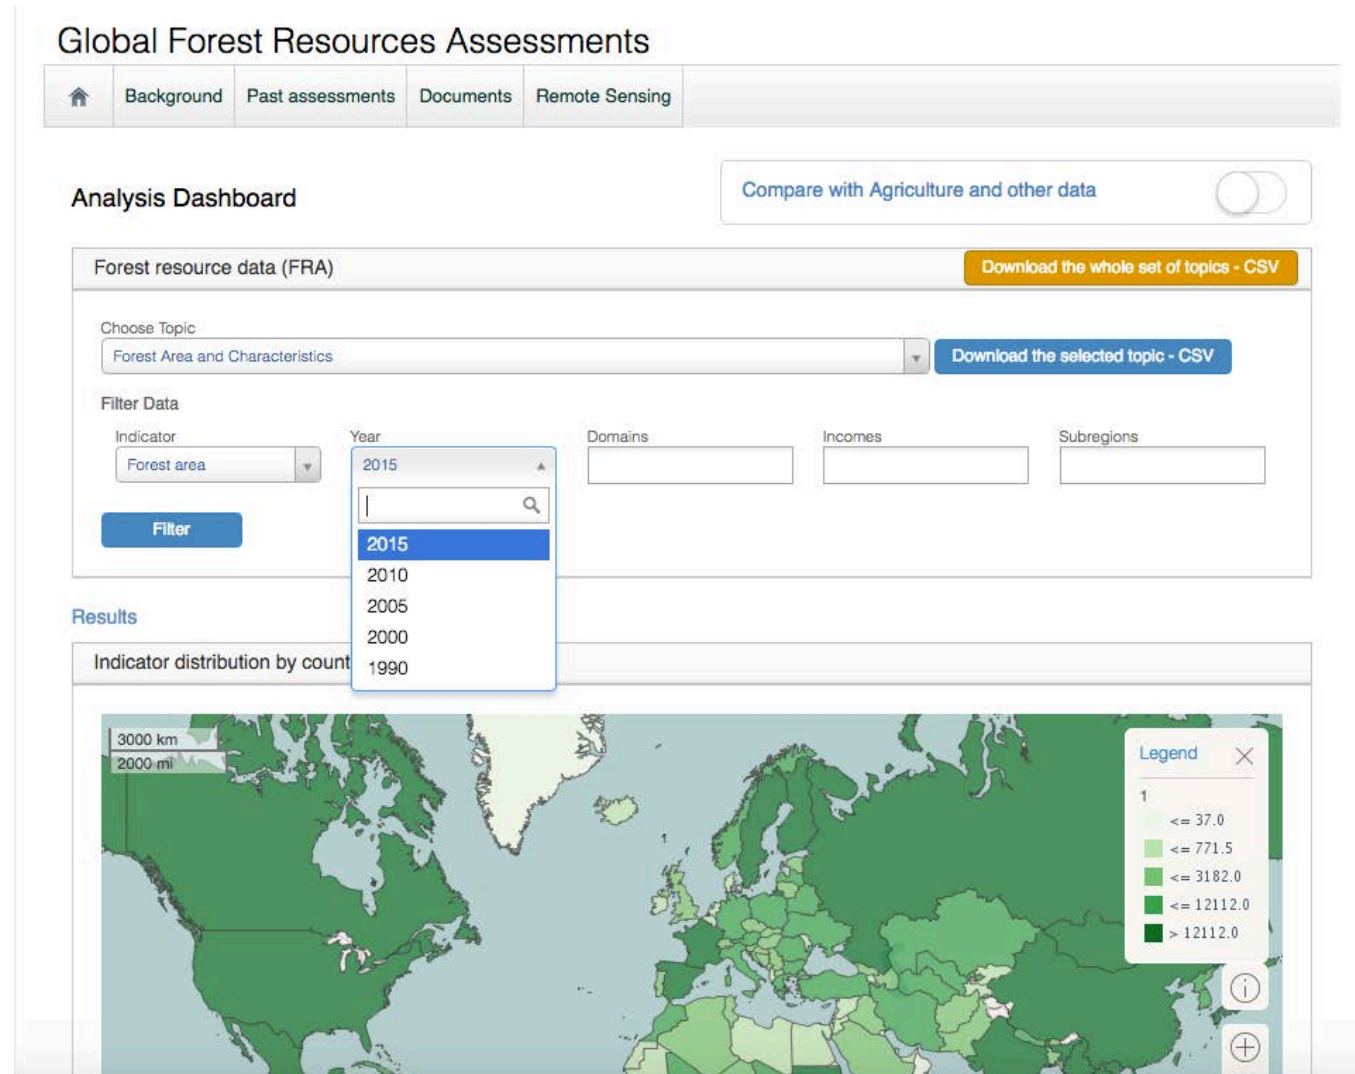 Global Forest Resources Assessments
Background Past assessments Documents Remote Sensing
Analysis Dashboard
Compare with Agriculture and other data
Forest resource data (FRA)
Download the whole set of topics - CSV
Choose Topic
Forest Area and Characteristics
Download the selected topic - CSV
Filter Data
Indicator Year Domains Incomes Subregions
Forest area 2015
Filter
2015
2010
2005
2000
1990
Results
Indicator distribution by count
3000 km
2000 mi
Legend
1
<= 37.0
<= 771.5
<= 3182.0
<= 12112.0
> 12112.0